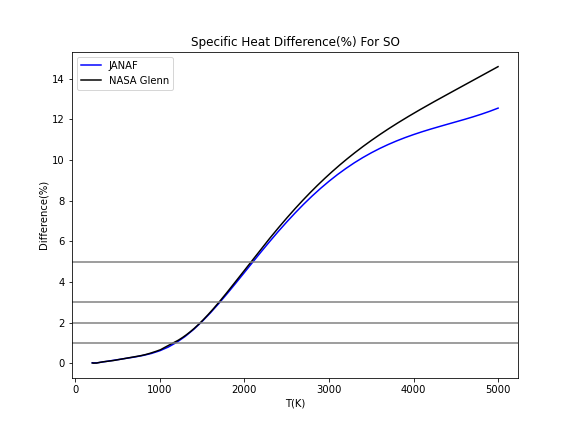 Specific Heat Difference(%) For SO
JANAF
NASA Glenn
Difference(%)
14
12
10
8
6
4
2
0
0 1000 2000 3000 4000 5000
T(K)